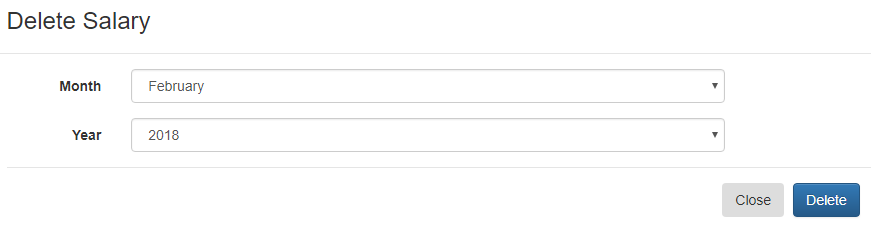 Delete Salary
Month February
Year 2018
Close Delete